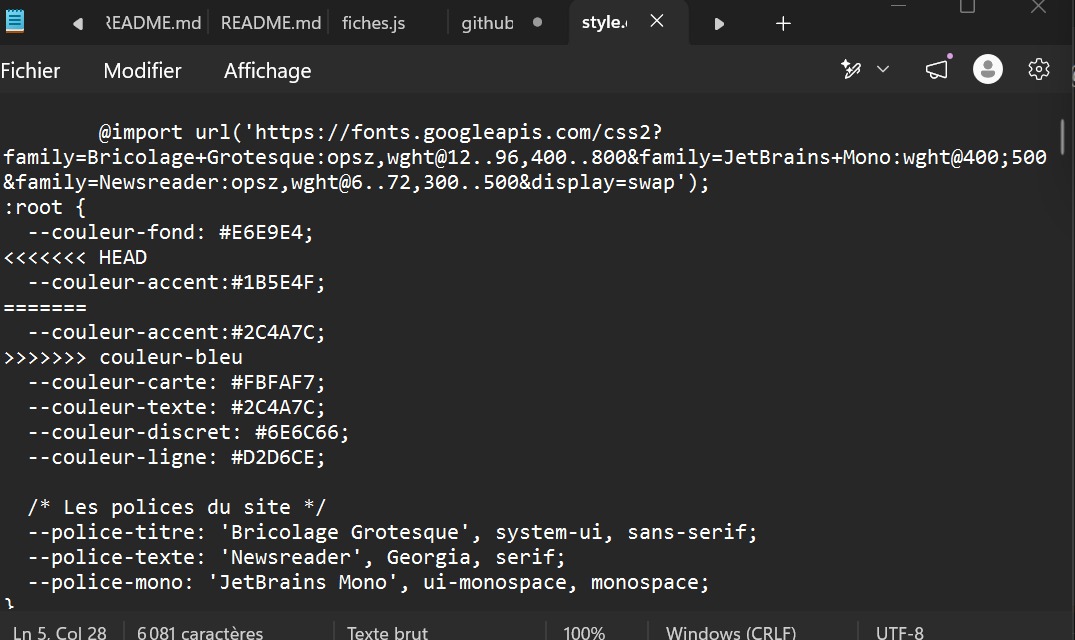 README.md README.md fiches.js github style.
Fichier Modifier Affichage
@import url('https://fonts.googleapis.com/css2?
family=Bricolage+Grotesque:opsz,wght@12..96,400..800&family=JetBrains+Mono:wght@400;500
&family=Newsreader:opsz,wght@6..72,300..500&display=swap');
:root {
--couleur-fond: #E6E9E4;
<<<<<<< HEAD
--couleur-accent:#1B5E4F;
=======
--couleur-accent:#2C4A7C;
>>>>>>> couleur-bleu
--couleur-carte: #FBFAF7;
--couleur-texte: #2C4A7C;
--couleur-discret: #6E6C66;
--couleur-ligne: #D2D6CE;
/* Les polices du site */
--police-titre: 'Bricolage Grotesque', system-ui, sans-serif;
--police-texte: 'Newsreader', Georgia, serif;
--police-mono: 'JetBrains Mono', ui-monospace, monospace;
}
Ln 5, Col 28 6 081 caractères Texte brut 100% Windows (CRLF) UTF-8